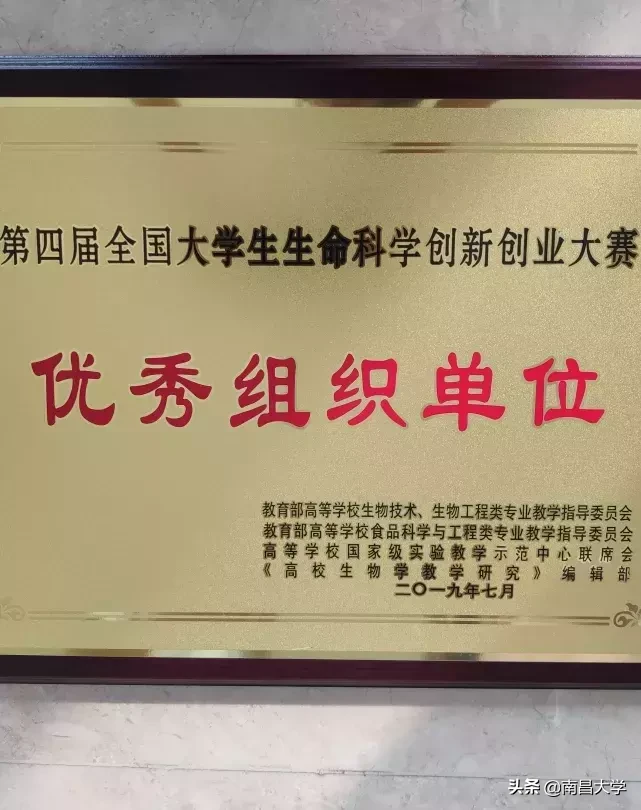 第四届全国大学生生命科学创新创业大赛
优秀组织单位
教育部高等学校生物技术、生物工程类专业教学指导委员会
教育部高等学校食品科学与工程类专业教学指导委员会
高等学校国家级实验教学示范中心联席会
《高校生物学教学研究》编辑部
二〇一九年七月
头条 @南昌大学